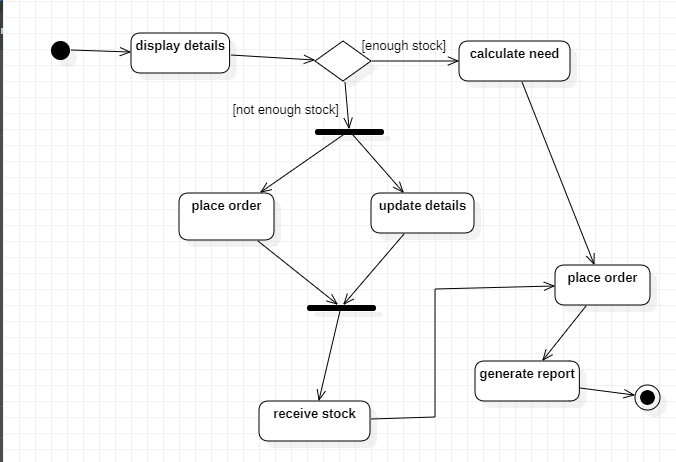 display details
[enough stock]
calculate need
[not enough stock]
place order
update details
place order
generate report
receive stock